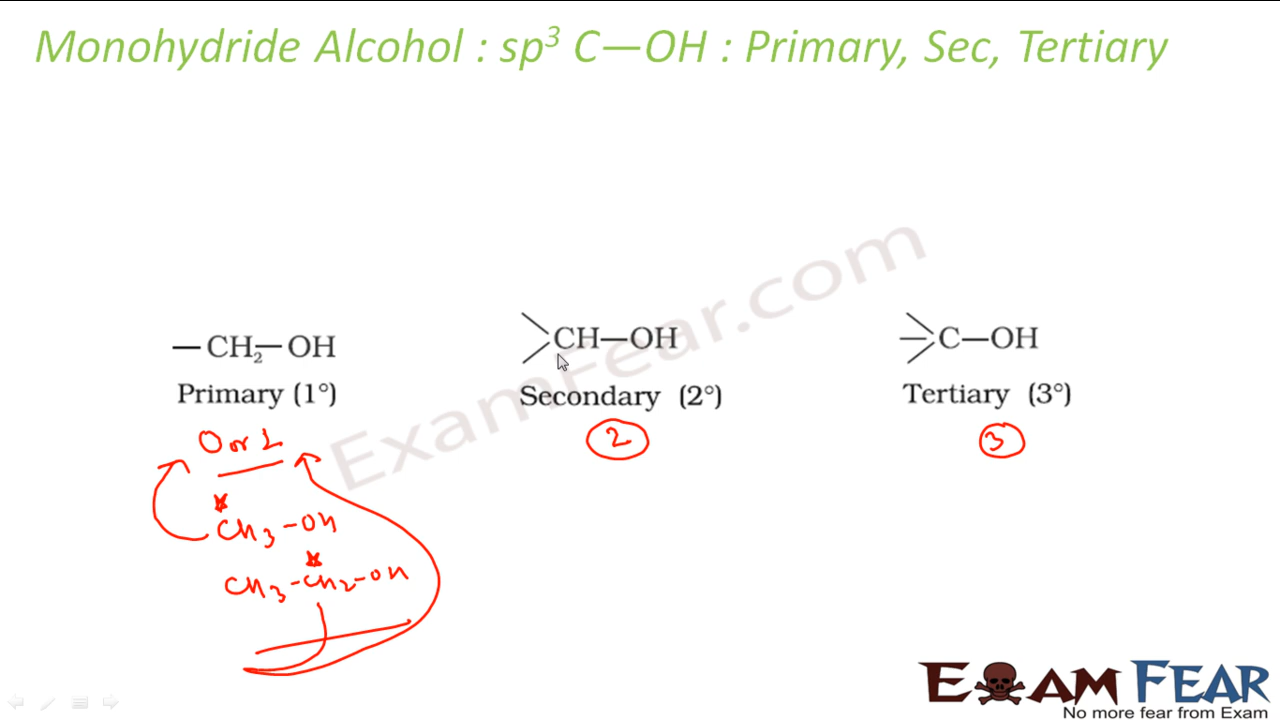 Monohydride Alcohol : sp³ C—OH : Primary, Sec, Tertiary
ExamFear.com
—CH₂—OH
Primary (1°)
0 or 1
CH₃-OH
CH₃-CH₂-OH
>CH—OH
Secondary (2°)
2
C—OH
Tertiary (3°)
3
EXAM FEAR
No more fear from Exam